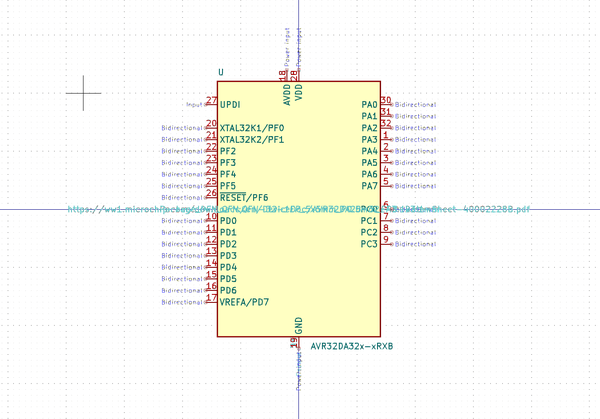 Power input
Power input
U
18
28
AVDD
VDD
Input 27 UPDI
PA0 30 Bidirectional
PA1 31 Bidirectional
Bidirectional 20 XTAL32K1/PF0
PA2 32 Bidirectional
Bidirectional 21 XTAL32K2/PF1
PA3 1 Bidirectional
Bidirectional 22 PF2
PA4 2 Bidirectional
Bidirectional 23 PF3
PA5 3 Bidirectional
Bidirectional 24 PF4
PA6 4 Bidirectional
Bidirectional 25 PF5
PA7 5 Bidirectional
Bidirectional 26 RESET/PF6
PC0 6
Bidirectional 10 PD0
PC1 7 Bidirectional
Bidirectional 11 PD1
PC2 8 Bidirectional
Bidirectional 12 PD2
PC3 9 Bidirectional
Bidirectional 13 PD3
Bidirectional 14 PD4
Bidirectional 15 PD5
Bidirectional 16 PD6
Bidirectional 17 VREFA/PD7
GND
19
AVR32DA32x-xRXB
Power input